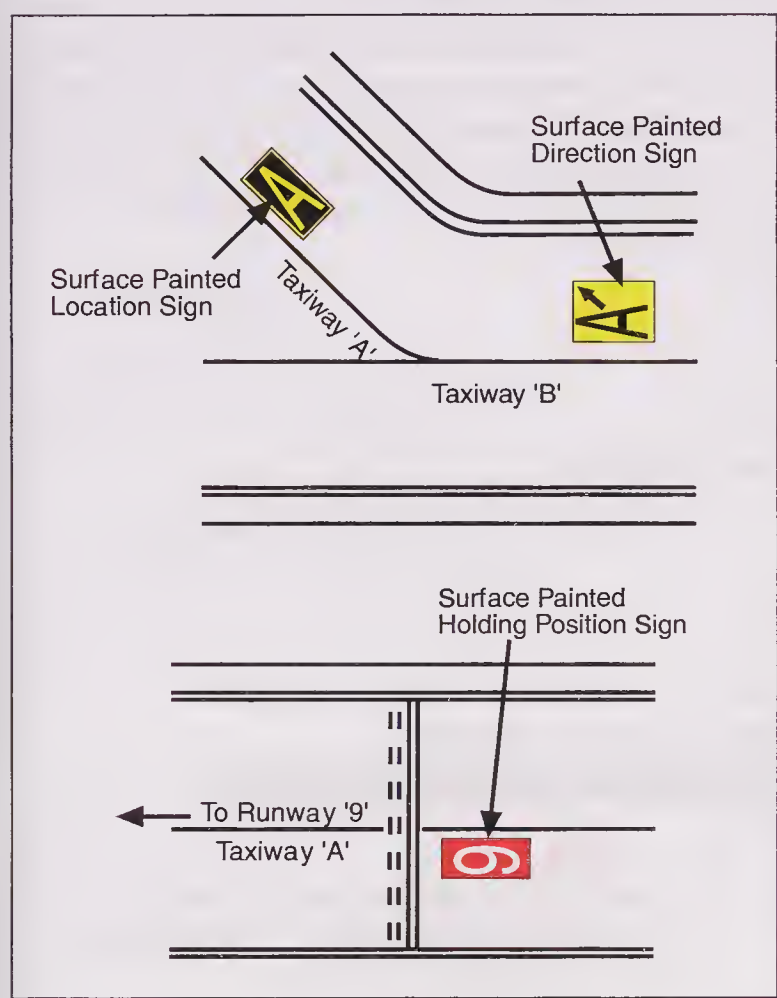 Surface Painted
Direction Sign
A
Surface Painted
Location Sign
Taxiway 'A'
A
Taxiway 'B'
Surface Painted
Holding Position Sign
To Runway '9'
Taxiway 'A'
9